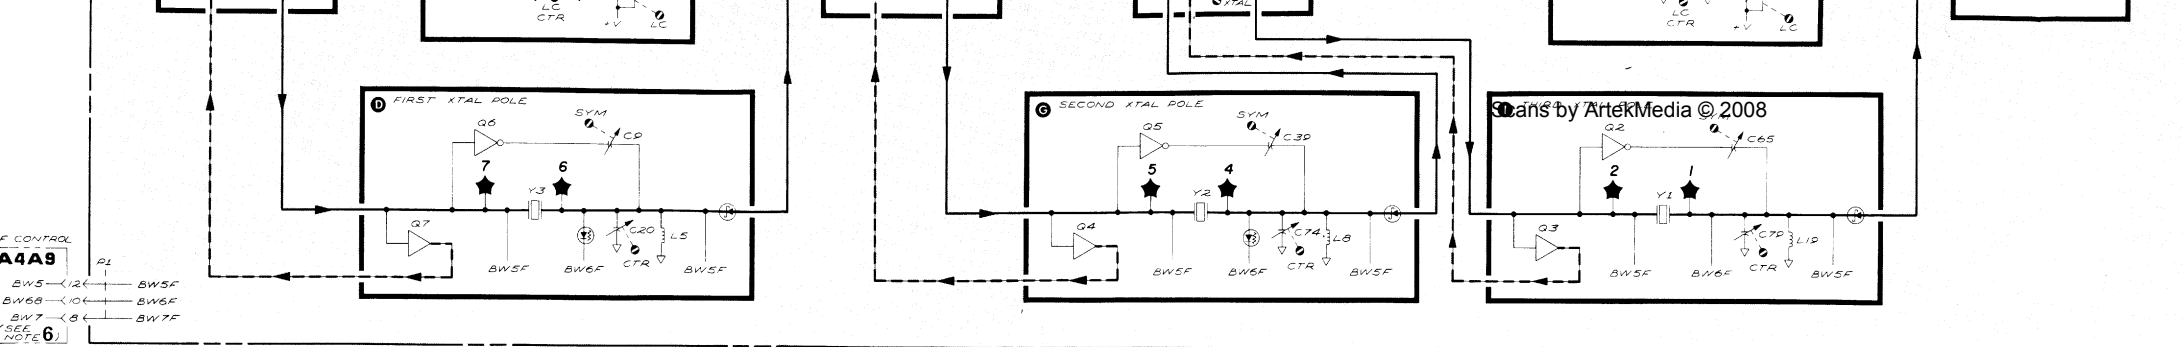 LC
CTR
+V
LC
XTAL
LC
CTR
+V
LC
D FIRST XTAL POLE
SYM
Q6
C9
7
6
Y3
Q7
C20
L5
CTR
BW5F
BW6F
BW5F
G SECOND XTAL POLE
SYM
Q5
C39
5
4
Y2
Q4
C74
L8
CTR
BW5F
BW6F
BW5F
Scans by ArtekMedia © 2008
SYM
Q2
C65
2
1
Y1
Q3
C79
L19
CTR
BW5F
BW6F
BW5F
F CONTROL
A4A9
P1
BW5 12 BW5F
BW6B 10 BW6F
BW7 8 BW7F
(SEE
NOTE 6)